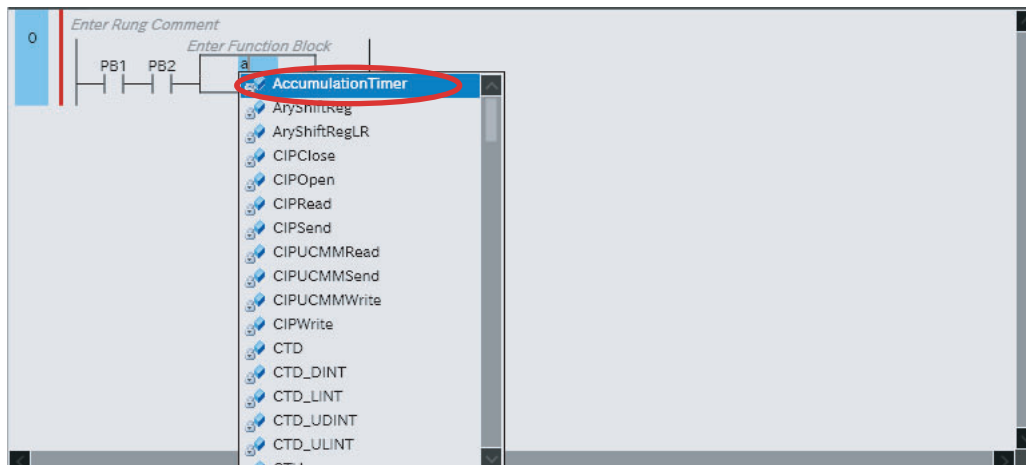 Enter Rung Comment
0
Enter Function Block
PB1 PB2 a
AccumulationTimer
AryShiftReg
AryShiftRegLR
CIPClose
CIPOpen
CIPRead
CIPSend
CIPUCMMRead
CIPUCMMSend
CIPUCMMWrite
CIPWrite
CTD
CTD_DINT
CTD_LINT
CTD_UDINT
CTD_ULINT